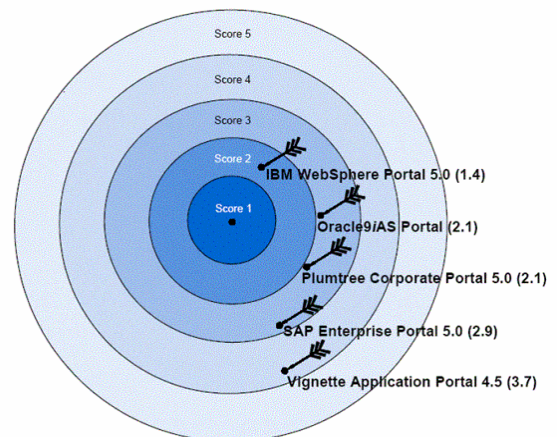 Score 5
Score 4
Score 3
Score 2
IBM WebSphere Portal 5.0 (1.4)
Score 1
Oracle9iAS Portal (2.1)
Plumtree Corporate Portal 5.0 (2.1)
SAP Enterprise Portal 5.0 (2.9)
Vignette Application Portal 4.5 (3.7)